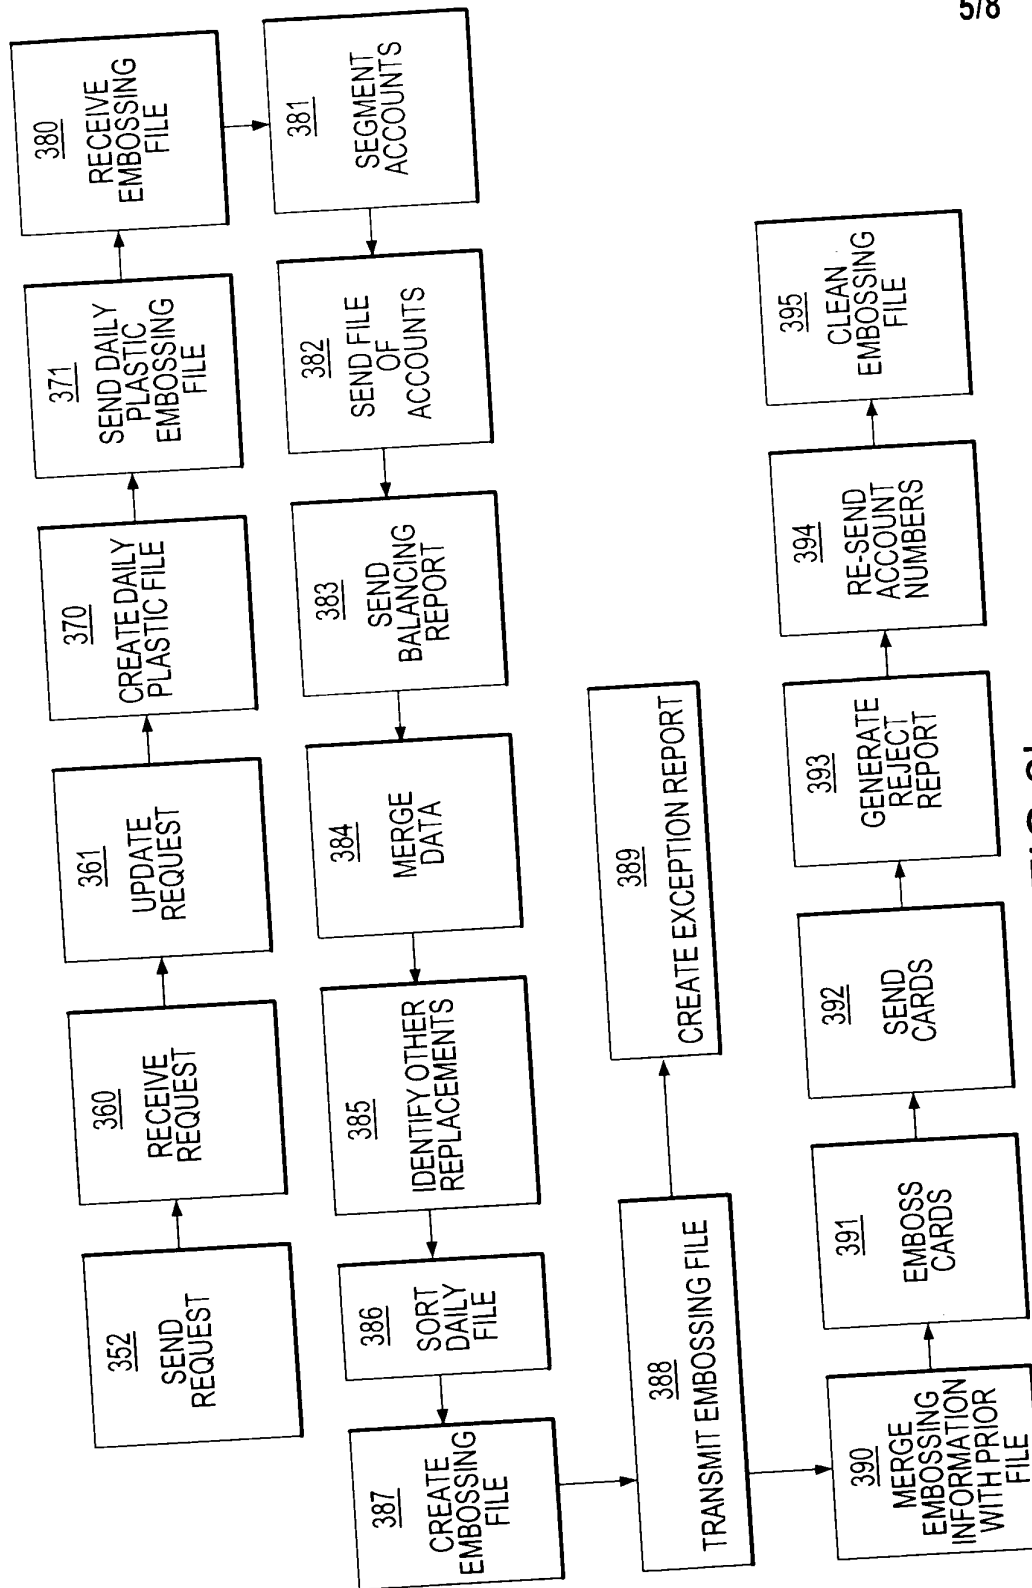 5/8
352
SEND
REQUEST
360
RECEIVE
REQUEST
361
UPDATE
REQUEST
370
CREATE DAILY
PLASTIC FILE
371
SEND DAILY
PLASTIC
EMBOSSING
FILE
380
RECEIVE
EMBOSSING
FILE
381
SEGMENT
ACCOUNTS
382
SEND FILE
OF
ACCOUNTS
383
SEND
BALANCING
REPORT
384
MERGE
DATA
385
IDENTIFY OTHER
REPLACEMENTS
386
SORT
DAILY
FILE
387
CREATE
EMBOSSING
FILE
388
TRANSMIT EMBOSSING FILE
389
CREATE EXCEPTION REPORT
390
MERGE
EMBOSSING
INFORMATION
WITH PRIOR
FILE
391
EMBOSS
CARDS
392
SEND
CARDS
393
GENERATE
REJECT
REPORT
394
RE-SEND
ACCOUNT
NUMBERS
395
CLEAN
EMBOSSING
FILE